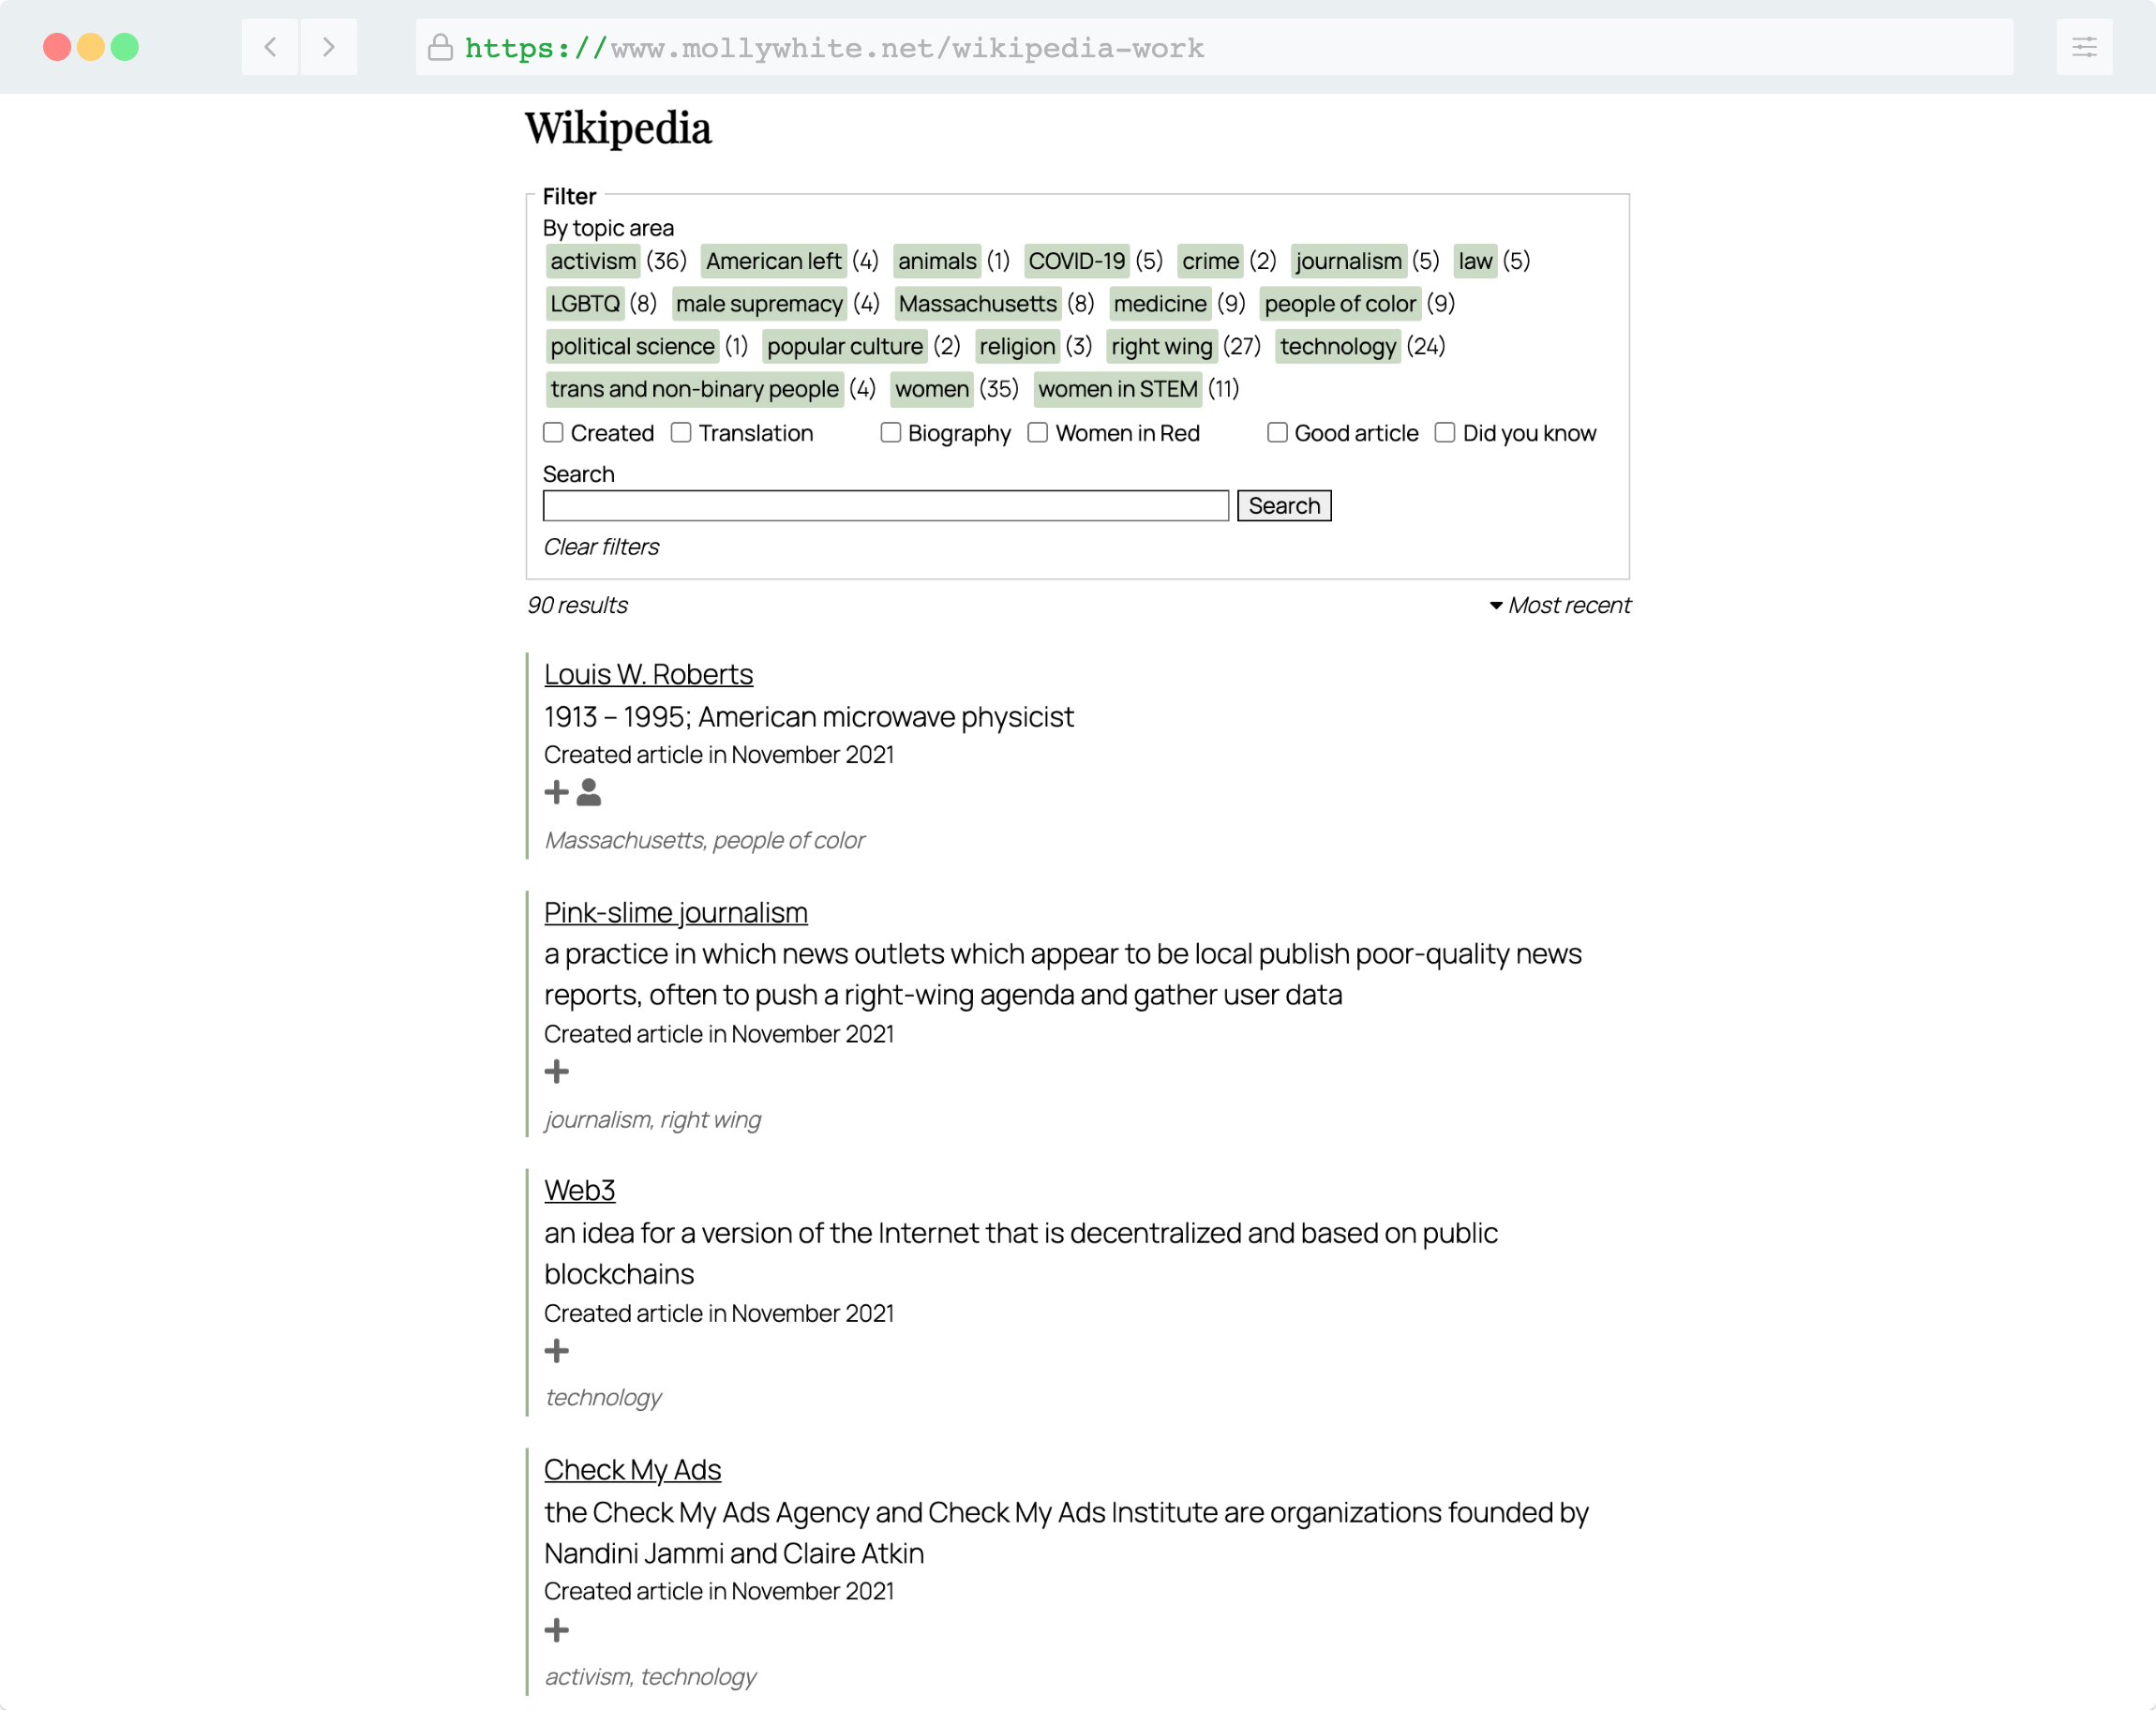 https://www.mollywhite.net/wikipedia-work
Wikipedia
Filter
By topic area
activism (36) American left (4) animals (1) COVID-19 (5) crime (2) journalism (5) law (5)
LGBTQ (8) male supremacy (4) Massachusetts (8) medicine (9) people of color (9)
political science (1) popular culture (2) religion (3) right wing (27) technology (24)
trans and non-binary people (4) women (35) women in STEM (11)
Created Translation Biography Women in Red Good article Did you know
Search
Search
Clear filters
90 results Most recent
Louis W. Roberts
1913 – 1995; American microwave physicist
Created article in November 2021
Massachusetts, people of color
Pink-slime journalism
a practice in which news outlets which appear to be local publish poor-quality news
reports, often to push a right-wing agenda and gather user data
Created article in November 2021
journalism, right wing
Web3
an idea for a version of the Internet that is decentralized and based on public
blockchains
Created article in November 2021
technology
Check My Ads
the Check My Ads Agency and Check My Ads Institute are organizations founded by
Nandini Jammi and Claire Atkin
Created article in November 2021
activism, technology